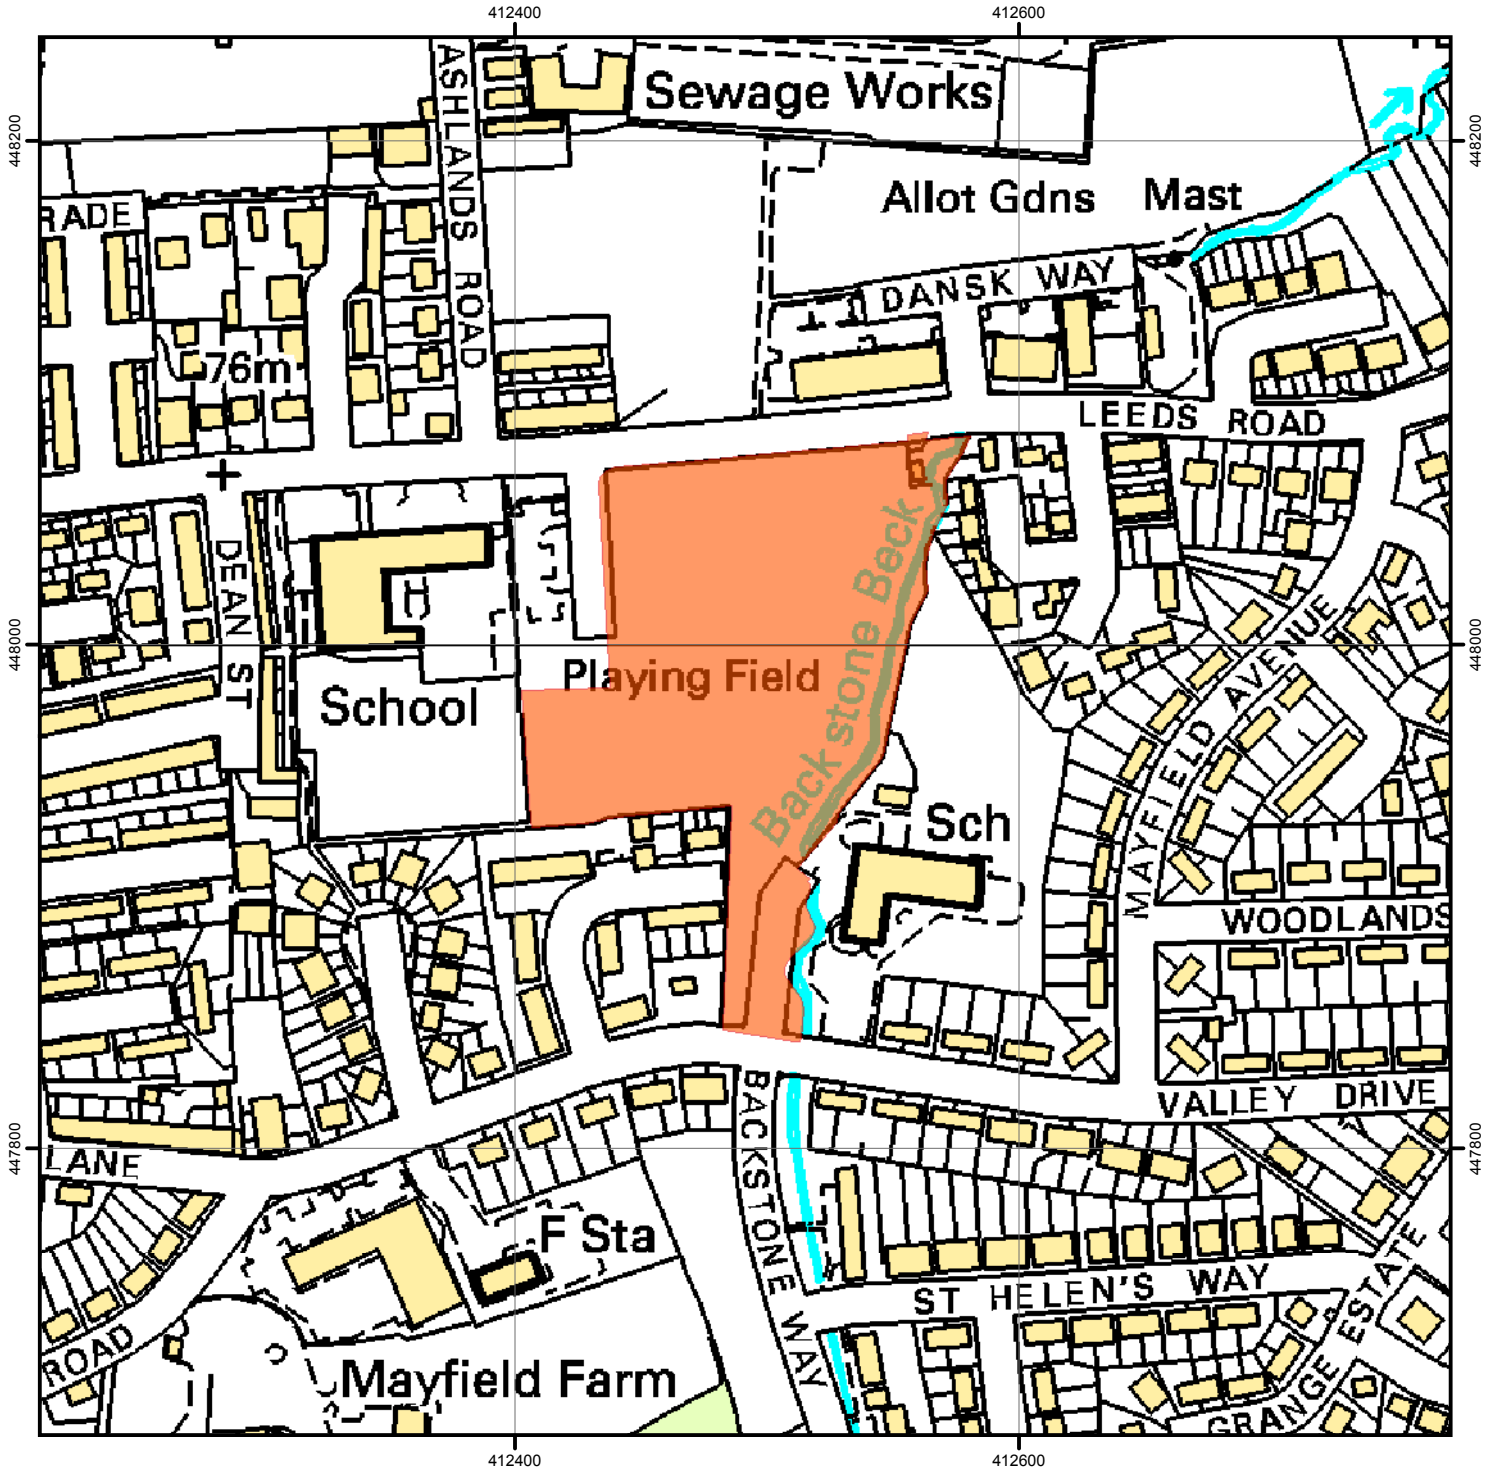 412400
412600
Sewage Works
ASHLANDS ROAD
448200
448200
Allot Gdns
Mast
RADE
DANSK WAY
76m
LEEDS ROAD
DEAN ST
Backstone Beck
448000
448000
Playing Field
School
MAYFIELD AVENUE
Sch
WOODLANDS
VALLEY DRIVE
447800
447800
LANE
BACKSTONE WAY
F Sta
ST HELEN'S WAY
GRANGE ESTATE
ROAD
Mayfield Farm
412400
412600